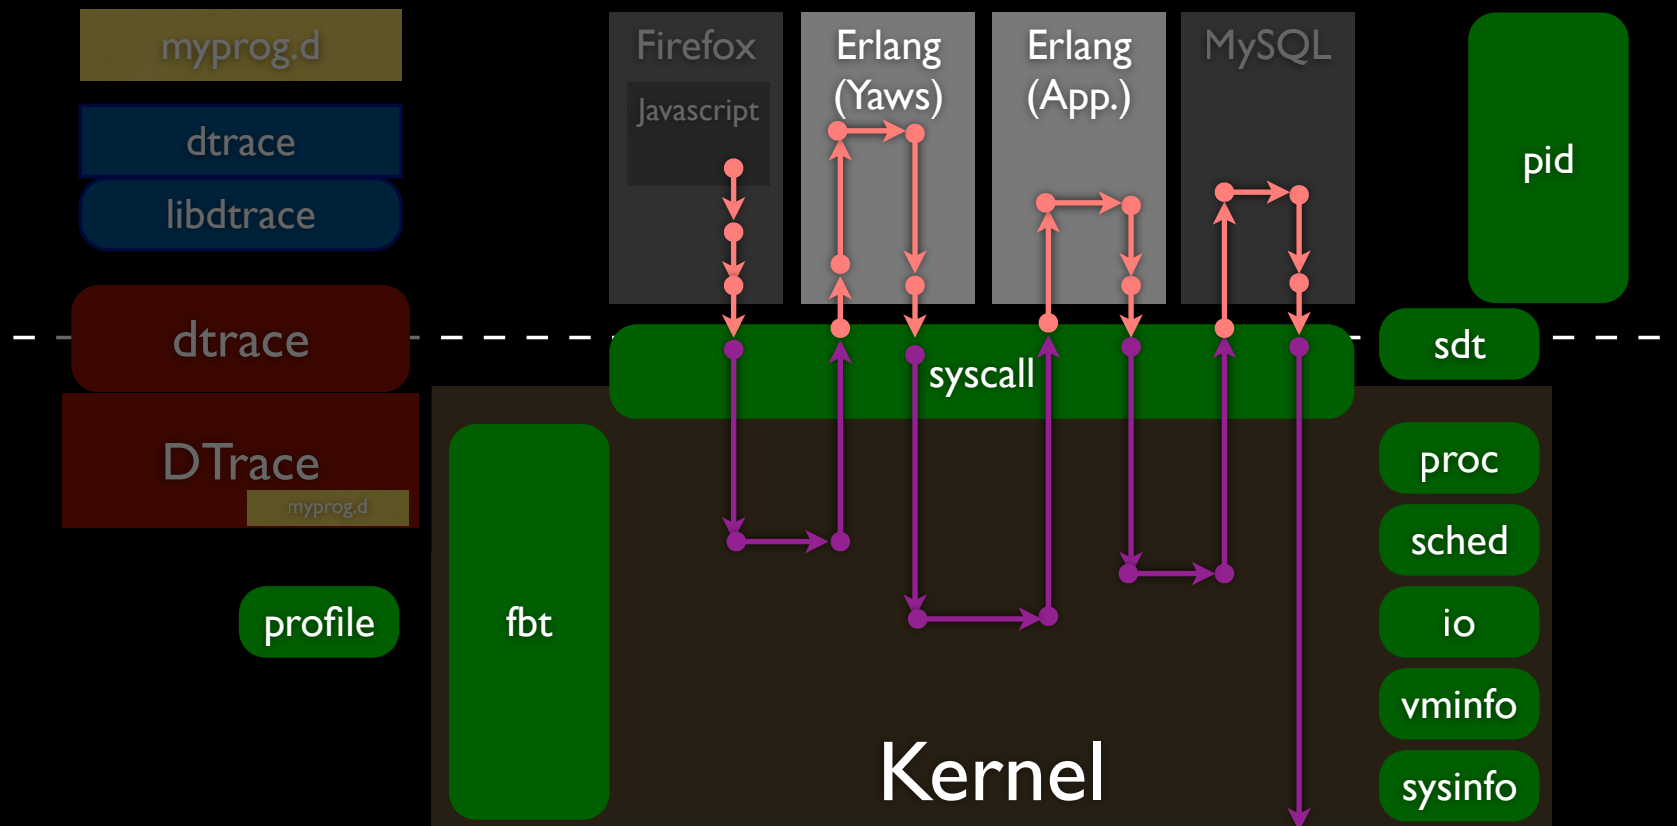 myprog.d
dtrace
libdtrace
dtrace
DTrace
myprog.d
profile
fbt
Firefox
Javascript
Erlang
(Yaws)
Erlang
(App.)
MySQL
syscall
Kernel
pid
sdt
proc
sched
io
vminfo
sysinfo